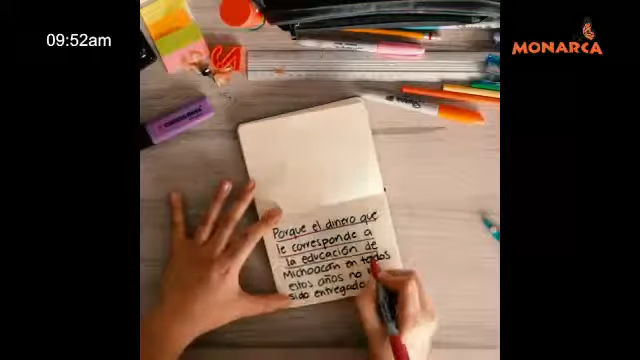 09:52am
MONARCA
Porque el dinero que
le corresponde a
la educación de
Michoacán en todos
estos años no
sido entregado